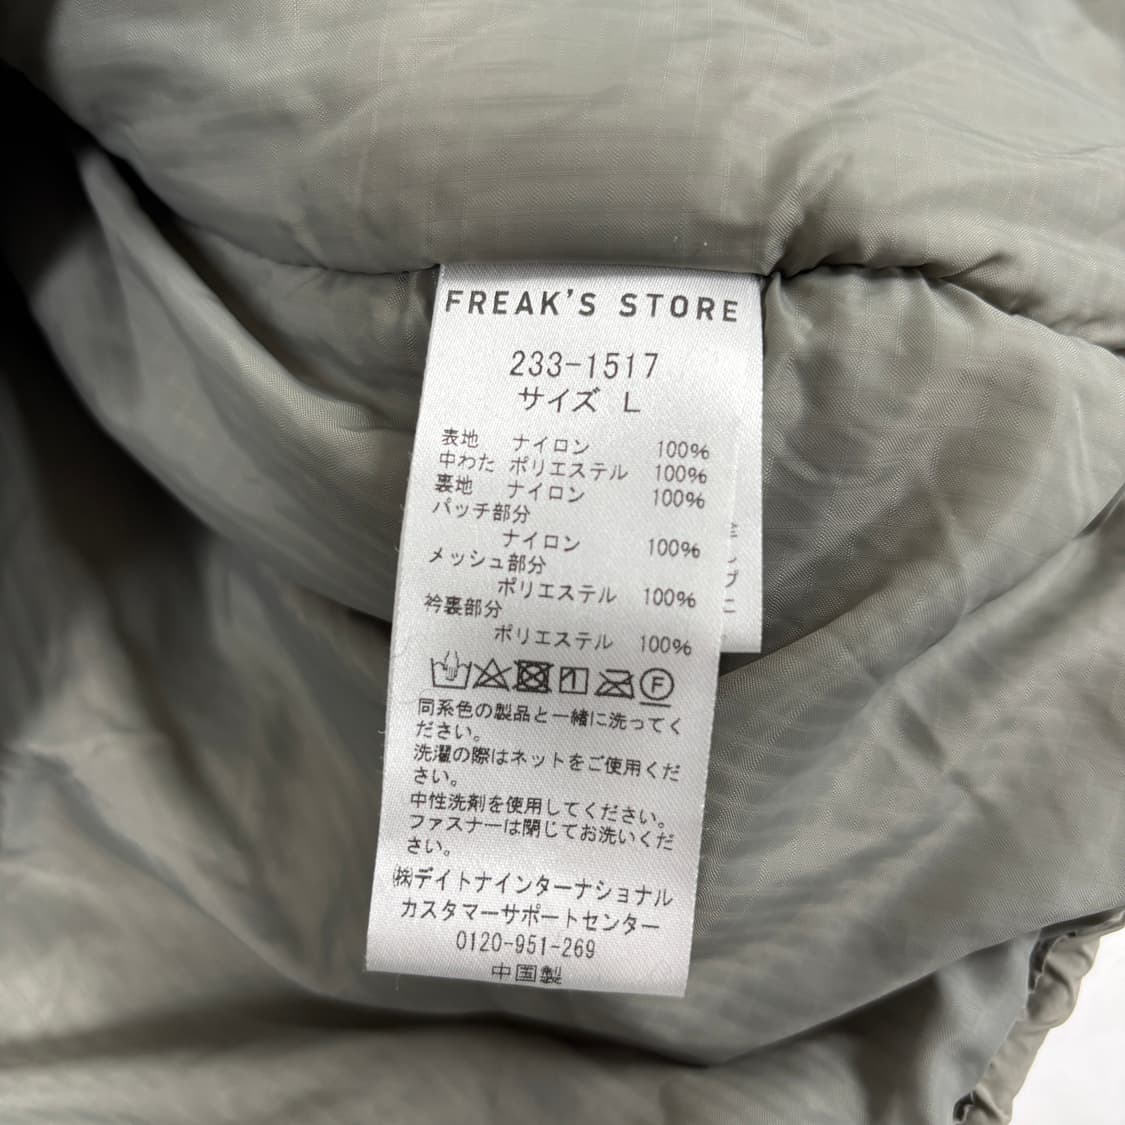 FREAK'S STORE
233-1517
サイズ L
表地 ナイロン 100%
中わた ポリエステル 100%
裏地 ナイロン 100%
パッチ部分
ナイロン 100%
メッシュ部分
ポリエステル 100%
衿裏部分
ポリエステル 100%
F
同系色の製品と一緒に洗ってく
ださい。
洗濯の際はネットをご使用くだ
さい。
中性洗剤を使用してください。
ファスナーは閉じてお洗いくだ
さい。
㈱デイトナインターナショナル
カスタマーサポートセンター
0120-951-269
中国製